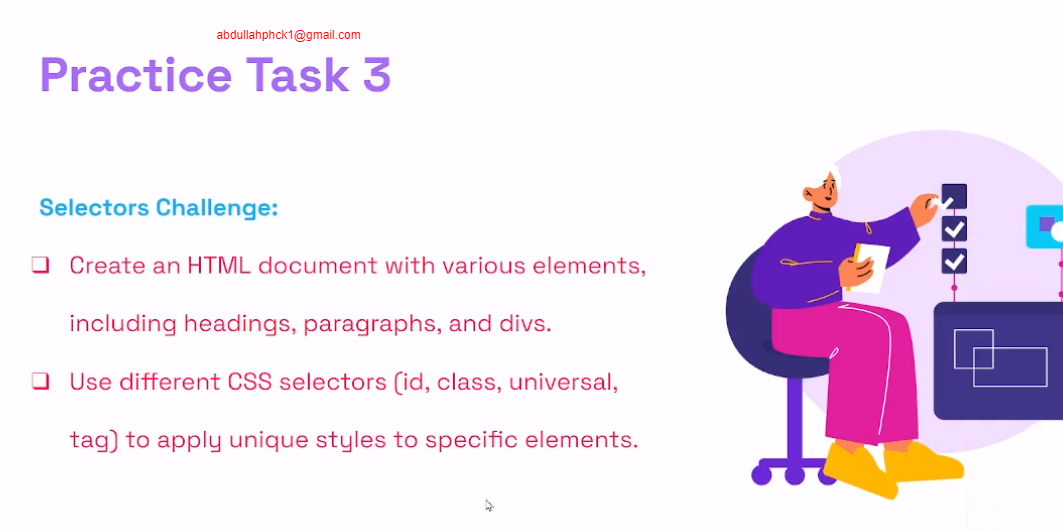 abdullahphck1@gmail.com
Practice Task 3
Selectors Challenge:
Create an HTML document with various elements,
including headings, paragraphs, and divs.
Use different CSS selectors (id, class, universal,
tag) to apply unique styles to specific elements.